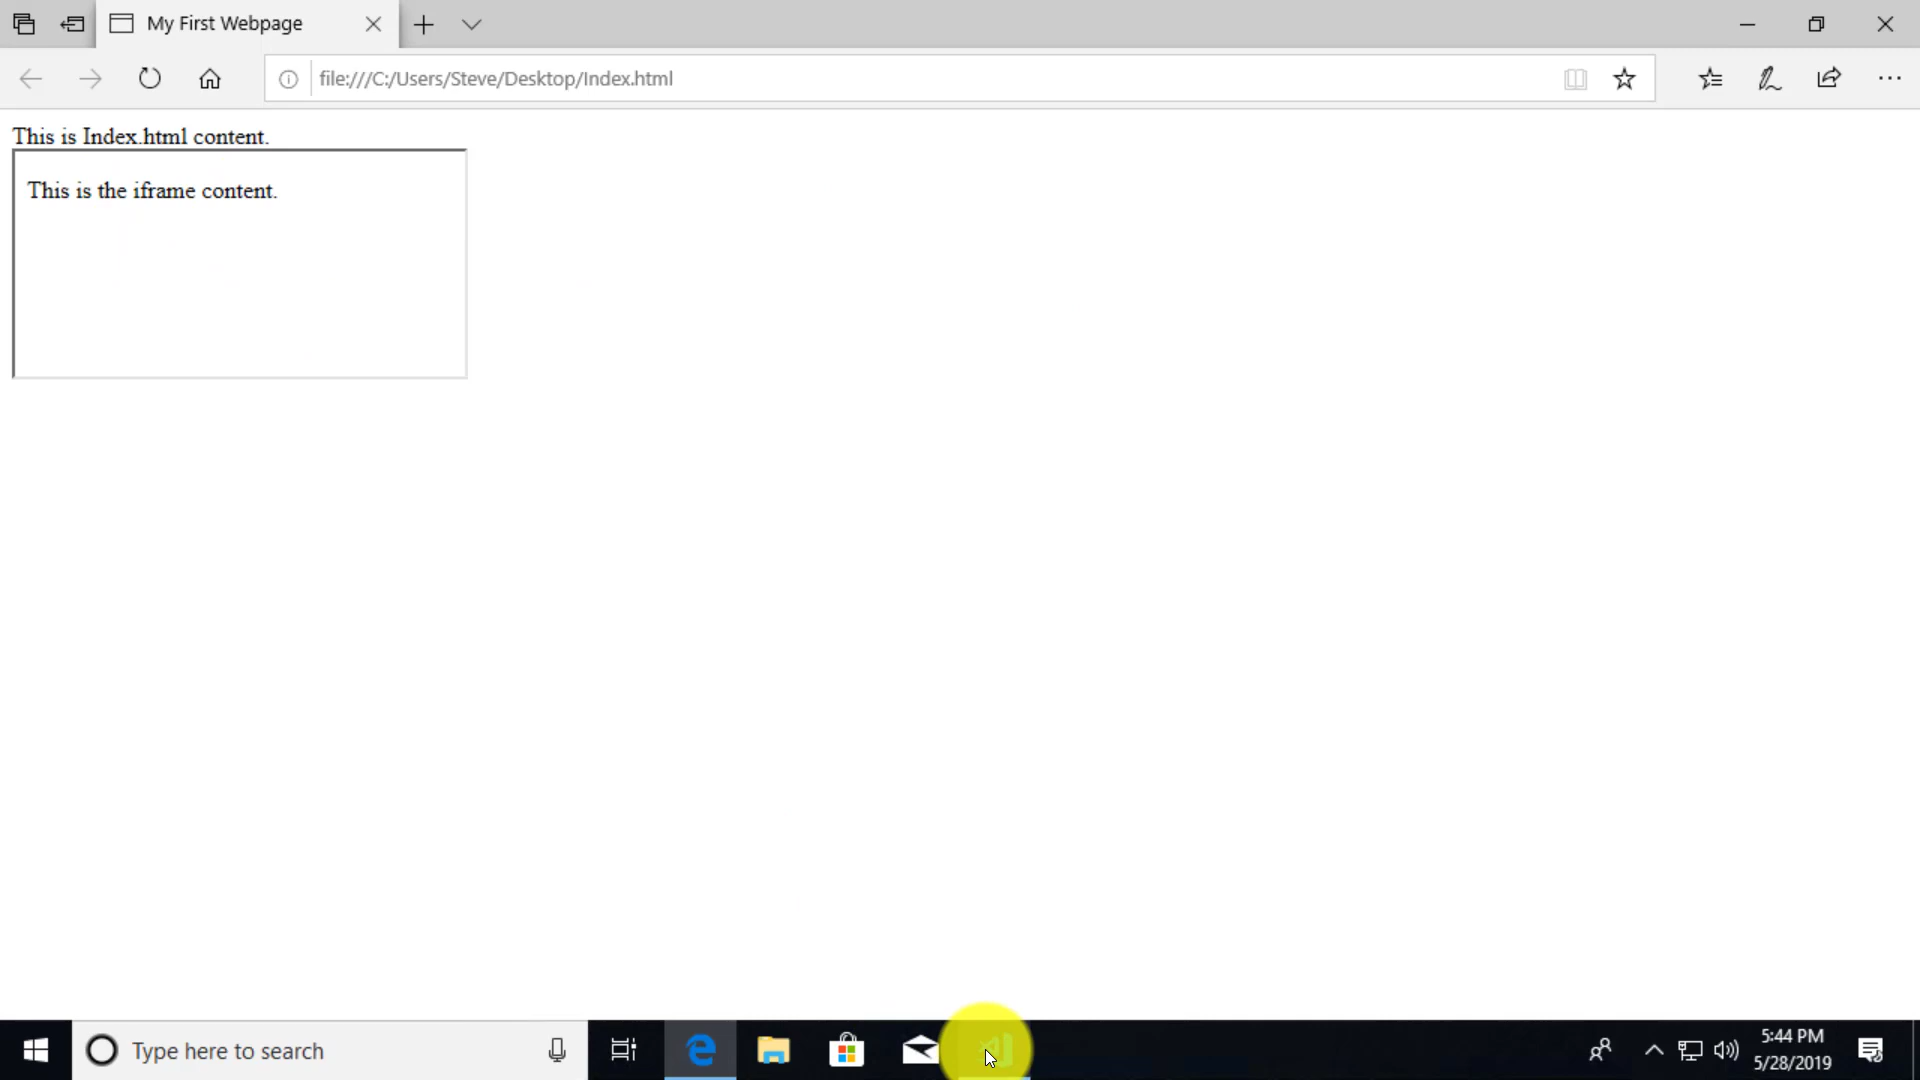 My First Webpage
file:///C:/Users/Steve/Desktop/Index.html
This is Index.html content.
This is the iframe content.
Type here to search
5:44 PM
5/28/2019